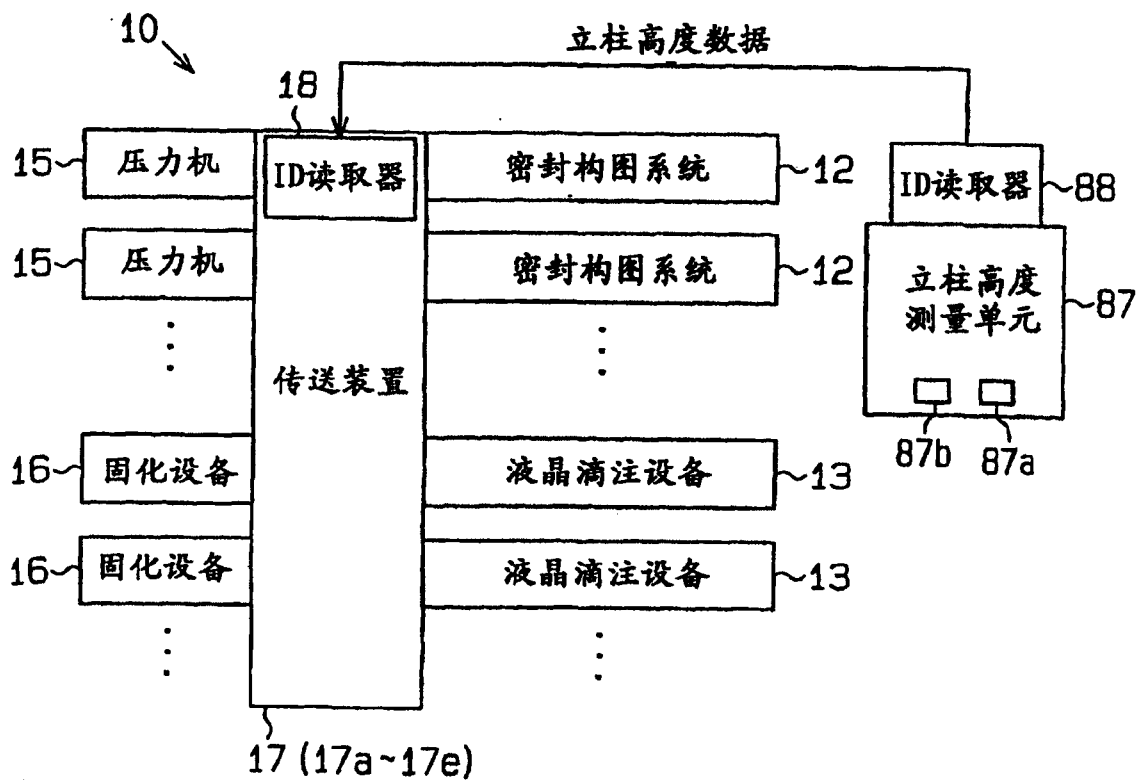 10
立柱高度数据
18
15
压力机
ID读取器
密封构图系统
12
ID读取器
88
15
压力机
密封构图系统
12
立柱高度
测量单元
87
传送装置
87b
87a
16
固化设备
液晶滴注设备
13
16
固化设备
液晶滴注设备
13
17 (17a~17e)